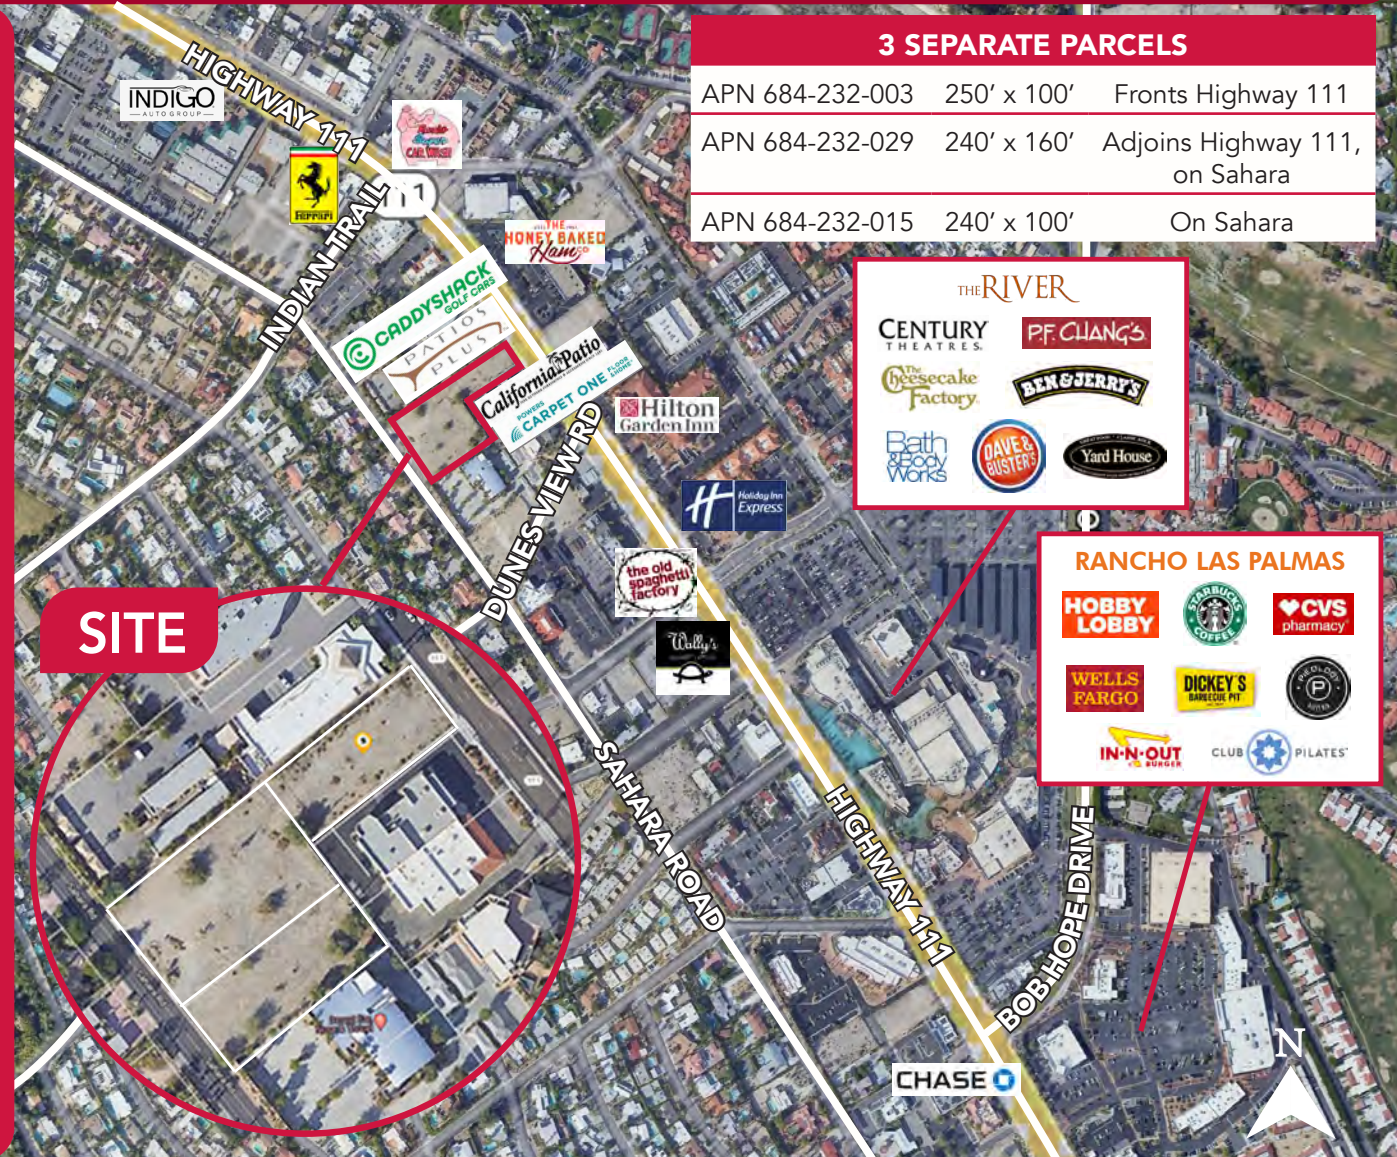 3 SEPARATE PARCELS
APN 684-232-003 250' x 100' Fronts Highway 111
APN 684-232-029 240' x 160' Adjoins Highway 111,
on Sahara
APN 684-232-015 240' x 100' On Sahara
HIGHWAY 111
INDIGO
AUTO GROUP
CAR WASH
Ferrari
111
INDIAN TRAIL
THE
HONEY BAKED
Ham CO
CADDYSHACK
GOLF CARS
PATIOS
PLUS
California Patio
POWERS
CARPET ONE FLOOR
& HOME
Hilton
Garden Inn
DUNES VIEW RD
Holiday Inn
Express
the old
spaghetti
factory
Wally's
THE RIVER
CENTURY
THEATRES
P.F. CHANG'S
The
Cheesecake
Factory
BEN & JERRY'S
Bath
& Body
Works
DAVE &
BUSTER'S
Yard House
RANCHO LAS PALMAS
HOBBY
LOBBY
STARBUCKS
COFFEE
CVS
pharmacy
WELLS
FARGO
DICKEY'S
BARBECUE PIT
PIEOLOGY
P
IN-N-OUT
BURGER
CLUB PILATES
SITE
SAHARA ROAD
HIGHWAY 111
BOB HOPE DRIVE
CHASE
N